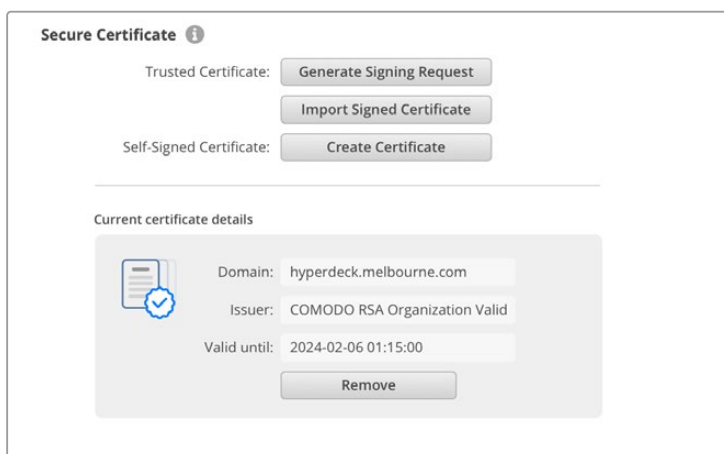 Secure Certificate
Trusted Certificate: Generate Signing Request
Import Signed Certificate
Self-Signed Certificate: Create Certificate
Current certificate details
Domain: hyperdeck.melbourne.com
Issuer: COMODO RSA Organization Valid
Valid until: 2024-02-06 01:15:00
Remove